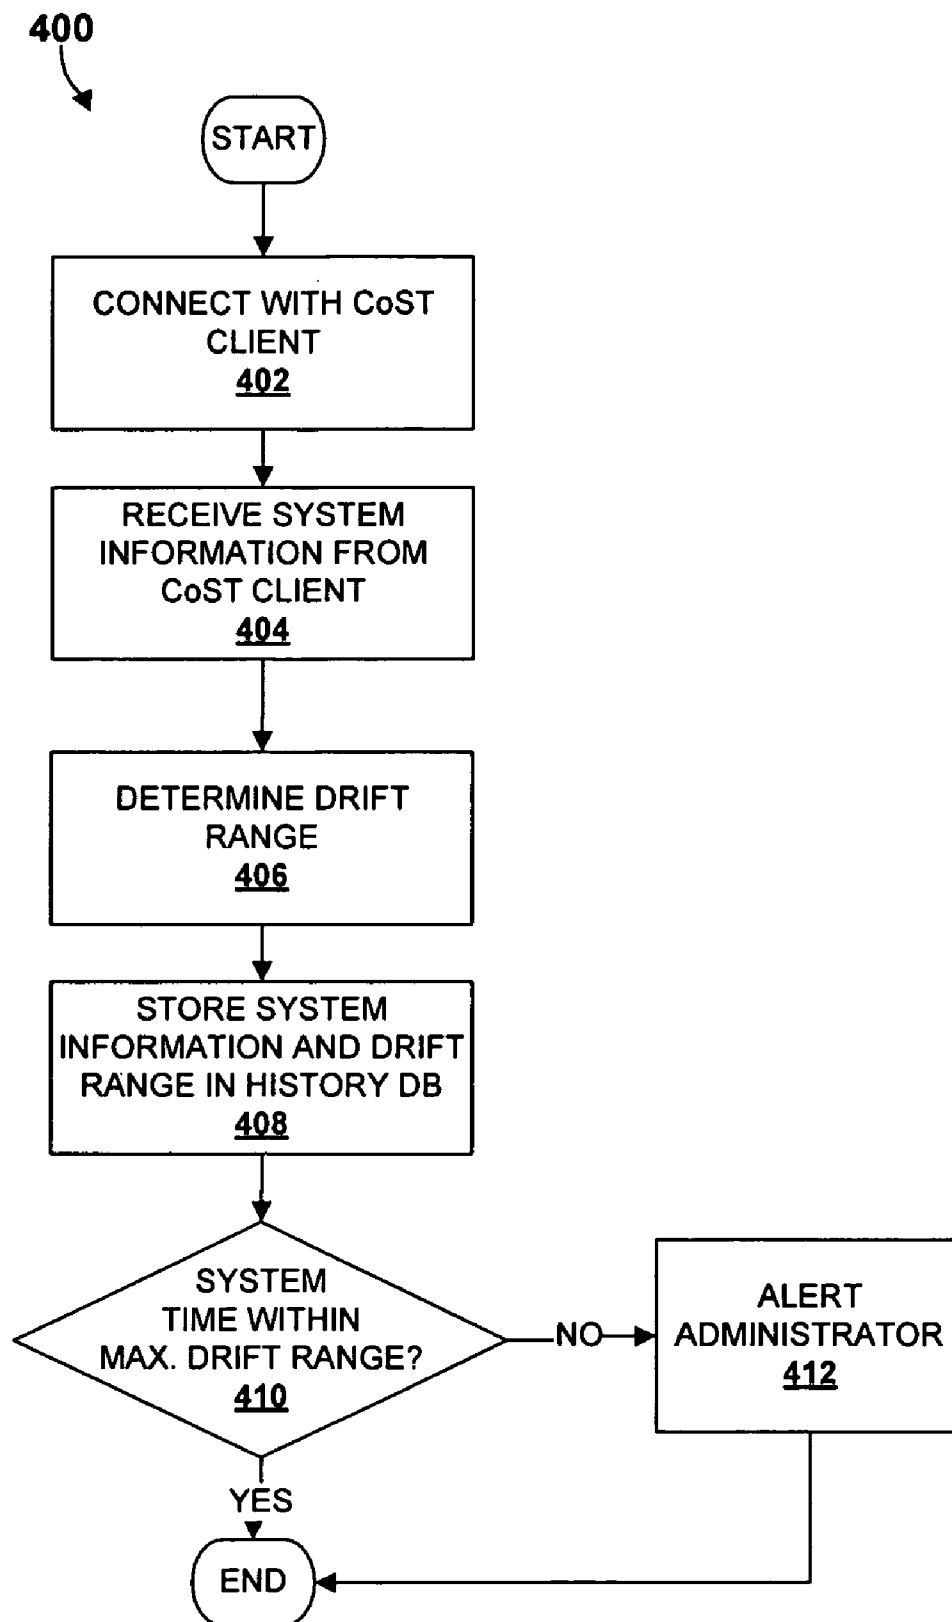 400
START
CONNECT WITH CoST
CLIENT
402
RECEIVE SYSTEM
INFORMATION FROM
CoST CLIENT
404
DETERMINE DRIFT
RANGE
406
STORE SYSTEM
INFORMATION AND DRIFT
RANGE IN HISTORY DB
408
SYSTEM
TIME WITHIN
MAX. DRIFT RANGE?
410
NO
ALERT
ADMINISTRATOR
412
YES
END